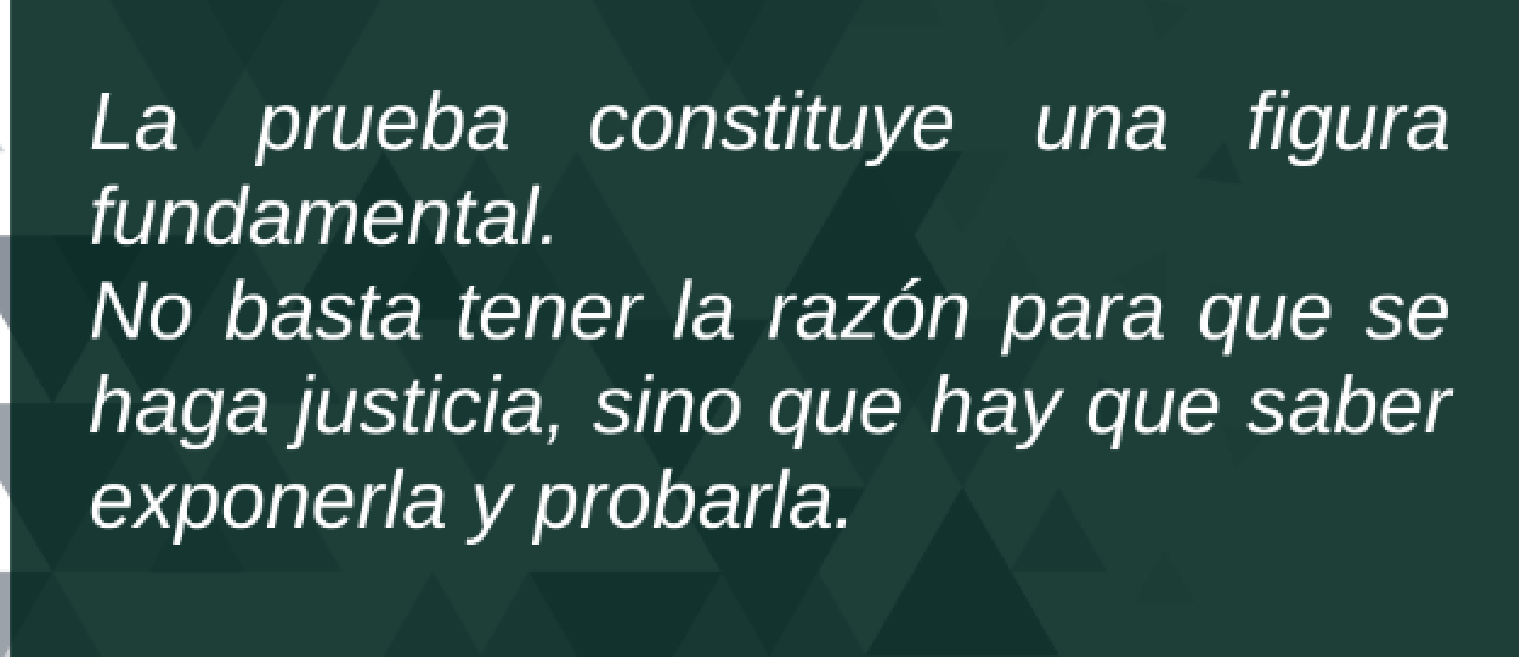 La prueba constituye una figura
fundamental.
No basta tener la razón para que se
haga justicia, sino que hay que saber
exponerla y probarla.